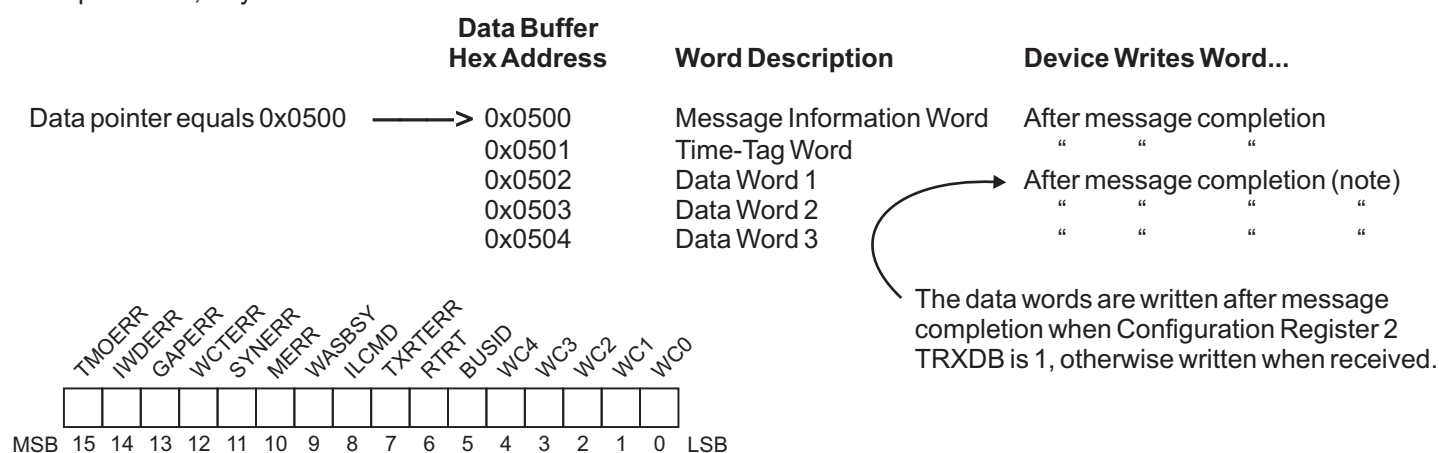 Data Buffer
Hex Address Word Description Device Writes Word...
Data pointer equals 0x0500 > 0x0500 Message Information Word After message completion
0x0501 Time-Tag Word “ “ “
0x0502 Data Word 1 After message completion (note)
0x0503 Data Word 2 “ “ “ “
0x0504 Data Word 3 “ “ “ “
The data words are written after message
completion when Configuration Register 2
TRXDB is 1, otherwise written when received.
TMOERR IWDERR GAPERR WCTERR SYNERR MERR WASBSY ILCMD TXRTERR RTRT BUSID WC4 WC3 WC2 WC1 WC0
MSB 15 14 13 12 11 10 9 8 7 6 5 4 3 2 1 0 LSB